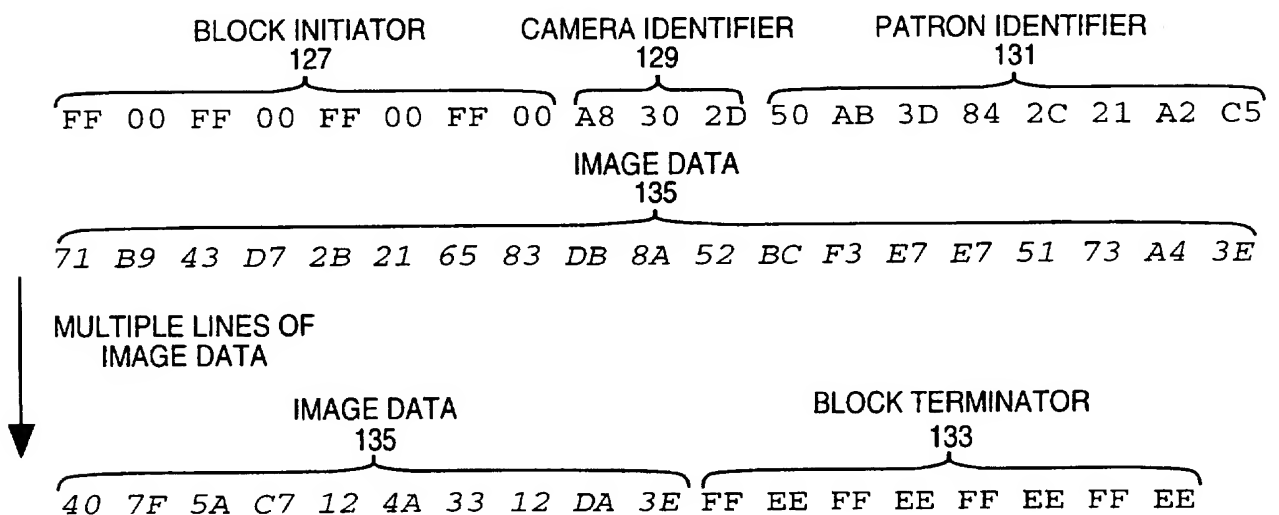 BLOCK INITIATOR CAMERA IDENTIFIER PATRON IDENTIFIER
127 129 131
FF 00 FF 00 FF 00 FF 00 A8 30 2D 50 AB 3D 84 2C 21 A2 C5
IMAGE DATA
135
71 B9 43 D7 2B 21 65 83 DB 8A 52 BC F3 E7 E7 51 73 A4 3E
MULTIPLE LINES OF
IMAGE DATA
IMAGE DATA BLOCK TERMINATOR
135 133
40 7F 5A C7 12 4A 33 12 DA 3E FF EE FF EE FF EE FF EE